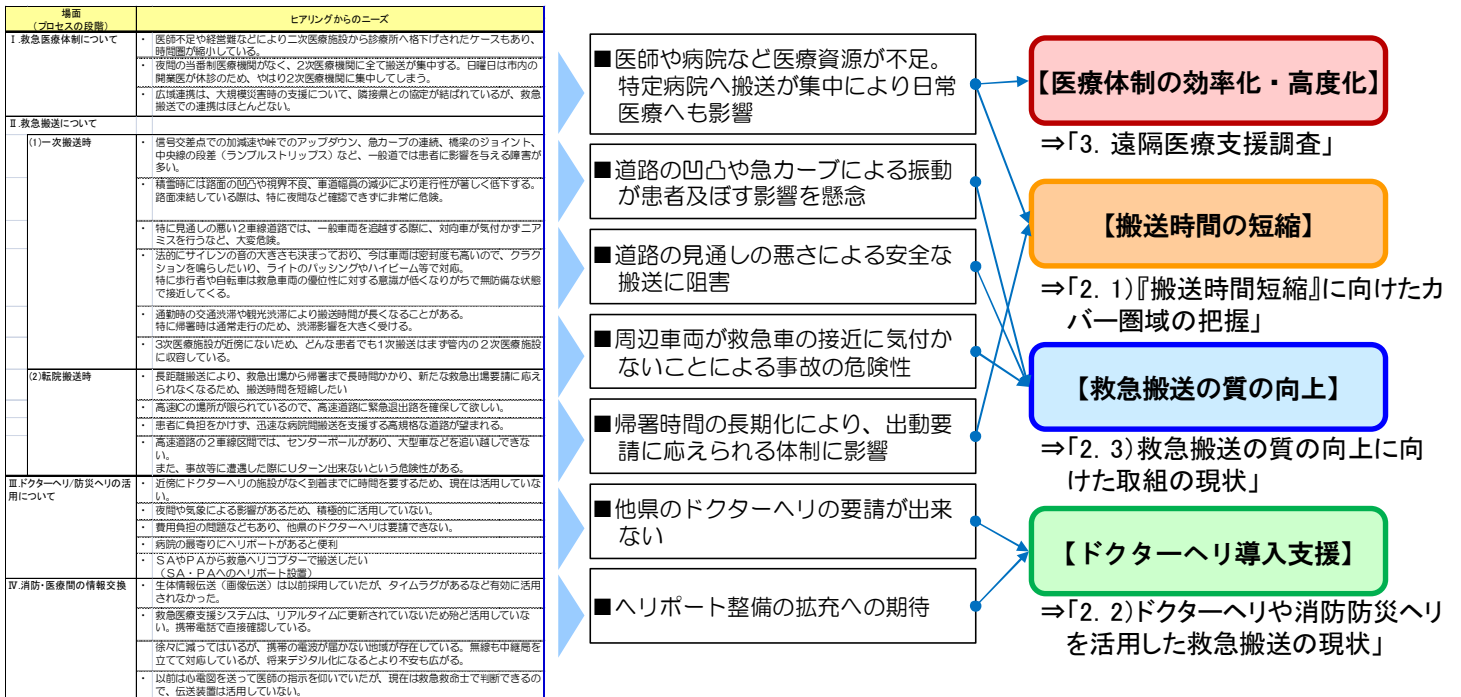 場面
（プロセスの段階）
ヒアリングからのニーズ
Ⅰ.救急医療体制について
・ 医師不足や経営難などにより二次医療施設から診療所へ格下げされたケースもあり、
時間圏が縮小している。
・ 夜間の当番制医療機関がなく、2次医療機関に全て搬送が集中する。日曜日は市内の
開業医が休診のため、やはり2次医療機関に集中してしまう。
・ 広域連携は、大規模災害時の支援について、隣接県との協定が結ばれているが、救急
搬送での連携はほとんどない。
Ⅱ.救急搬送について
(1)一次搬送時
・ 信号交差点での加減速や峠でのアップダウン、急カーブの連続、橋梁のジョイント、
中央線の段差（ランブルストリップス）など、一般道では患者に影響を与える障害が
多い。
・ 積雪時には路面の凹凸や視界不良、車道幅員の減少により走行性が著しく低下する。
路面凍結している際は、特に夜間など確認できずに非常に危険。
・ 特に見通しの悪い２車線道路では、一般車両を追越する際に、対向車が気付かずニア
ミスを行うなど、大変危険。
・ 法的にサイレンの音の大きさも決まっており、今は車両は密封度も高いので、クラク
ションを鳴らしたいり、ライトのパッシングやハイビーム等で対応。
特に歩行者や自転車は救急車両の優位性に対する意識が低くなりがちで無防備な状態
で接近してくる。
・ 通勤時の交通渋滞や観光渋滞により搬送時間が長くなることがある。
特に帰署時は通常走行のため、渋滞影響を大きく受ける。
・ 3次医療施設が近傍にないため、どんな患者でも1次搬送はまず管内の２次医療施設
に収容している。
(2)転院搬送時
・ 長距離搬送により、救急出場から帰署まで長時間かかり、新たな救急出場要請に応え
られなくなるため、搬送時間を短縮したい
・ 高速ICの場所が限られているので、高速道路に緊急退出路を確保して欲しい。
・ 患者に負担をかけず、迅速な病院間搬送を支援する高規格な道路が望まれる。
・ 高速道路の２車線区間では、センターポールがあり、大型車などを追い越しできな
い。
また、事故等に遭遇した際にUターン出来ないという危険性がある。
Ⅲ.ドクターヘリ/防災ヘリの活
用について
・ 近傍にドクターヘリの施設がなく到着までに時間を要するため、現在は活用していな
い。
・ 夜間や気象による影響があるため、積極的に活用していない。
・ 費用負担の問題などもあり、他県のドクターヘリは要請できない。
・ 病院の最寄りにヘリポートがあると便利
・ ＳＡやＰＡから救急ヘリコプターで搬送したい
（ＳＡ・ＰＡへのヘリポート設置）
Ⅳ.消防・医療間の情報交換
・ 生体情報伝送（画像伝送）は以前採用していたが、タイムラグがあるなど有効に活用
されなかった。
・ 救急医療支援システムは、リアルタイムに更新されていないため殆ど活用していな
い。携帯電話で直接確認している。
徐々に減ってはいるが、携帯の電波が届かない地域が存在している。無線も中継局を
立てて対応しているが、将来デジタル化になるとより不安も広がる。
・ 以前は心電図を送って医師の指示を仰いでいたが、現在は救急救命士で判断できるの
で、伝送装置は活用していない。
■医師や病院など医療資源が不足。
特定病院へ搬送が集中により日常
医療へも影響
■道路の凹凸や急カーブによる振動
が患者及ぼす影響を懸念
■道路の見通しの悪さによる安全な
搬送に阻害
■周辺車両が救急車の接近に気付か
ないことによる事故の危険性
■帰署時間の長期化により、出動要
請に応えられる体制に影響
■他県のドクターヘリの要請が出来
ない
■ヘリポート整備の拡充への期待
【医療体制の効率化・高度化】
⇒「3. 遠隔医療支援調査」
【搬送時間の短縮】
⇒「2. 1)『搬送時間短縮』に向けたカ
バー圏域の把握」
【救急搬送の質の向上】
⇒「2. 3)救急搬送の質の向上に向
けた取組の現状」
【ドクターヘリ導入支援】
⇒「2. 2)ドクターヘリや消防防災ヘリ
を活用した救急搬送の現状」